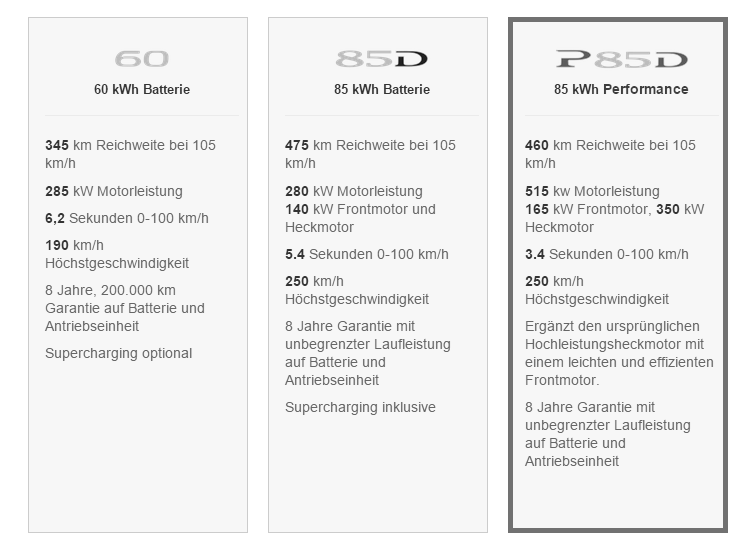 60
60 kWh Batterie
345 km Reichweite bei 105
km/h
285 kW Motorleistung
6,2 Sekunden 0-100 km/h
190 km/h
Höchstgeschwindigkeit
8 Jahre, 200.000 km
Garantie auf Batterie und
Antriebseinheit
Supercharging optional
85D
85 kWh Batterie
475 km Reichweite bei 105
km/h
280 kW Motorleistung
140 kW Frontmotor und
Heckmotor
5.4 Sekunden 0-100 km/h
250 km/h
Höchstgeschwindigkeit
8 Jahre Garantie mit
unbegrenzter Laufleistung
auf Batterie und
Antriebseinheit
Supercharging inklusive
P85D
85 kWh Performance
460 km Reichweite bei 105
km/h
515 kw Motorleistung
165 kW Frontmotor, 350 kW
Heckmotor
3.4 Sekunden 0-100 km/h
250 km/h
Höchstgeschwindigkeit
Ergänzt den ursprünglichen
Hochleistungsheckmotor mit
einem leichten und effizienten
Frontmotor.
8 Jahre Garantie mit
unbegrenzter Laufleistung
auf Batterie und
Antriebseinheit